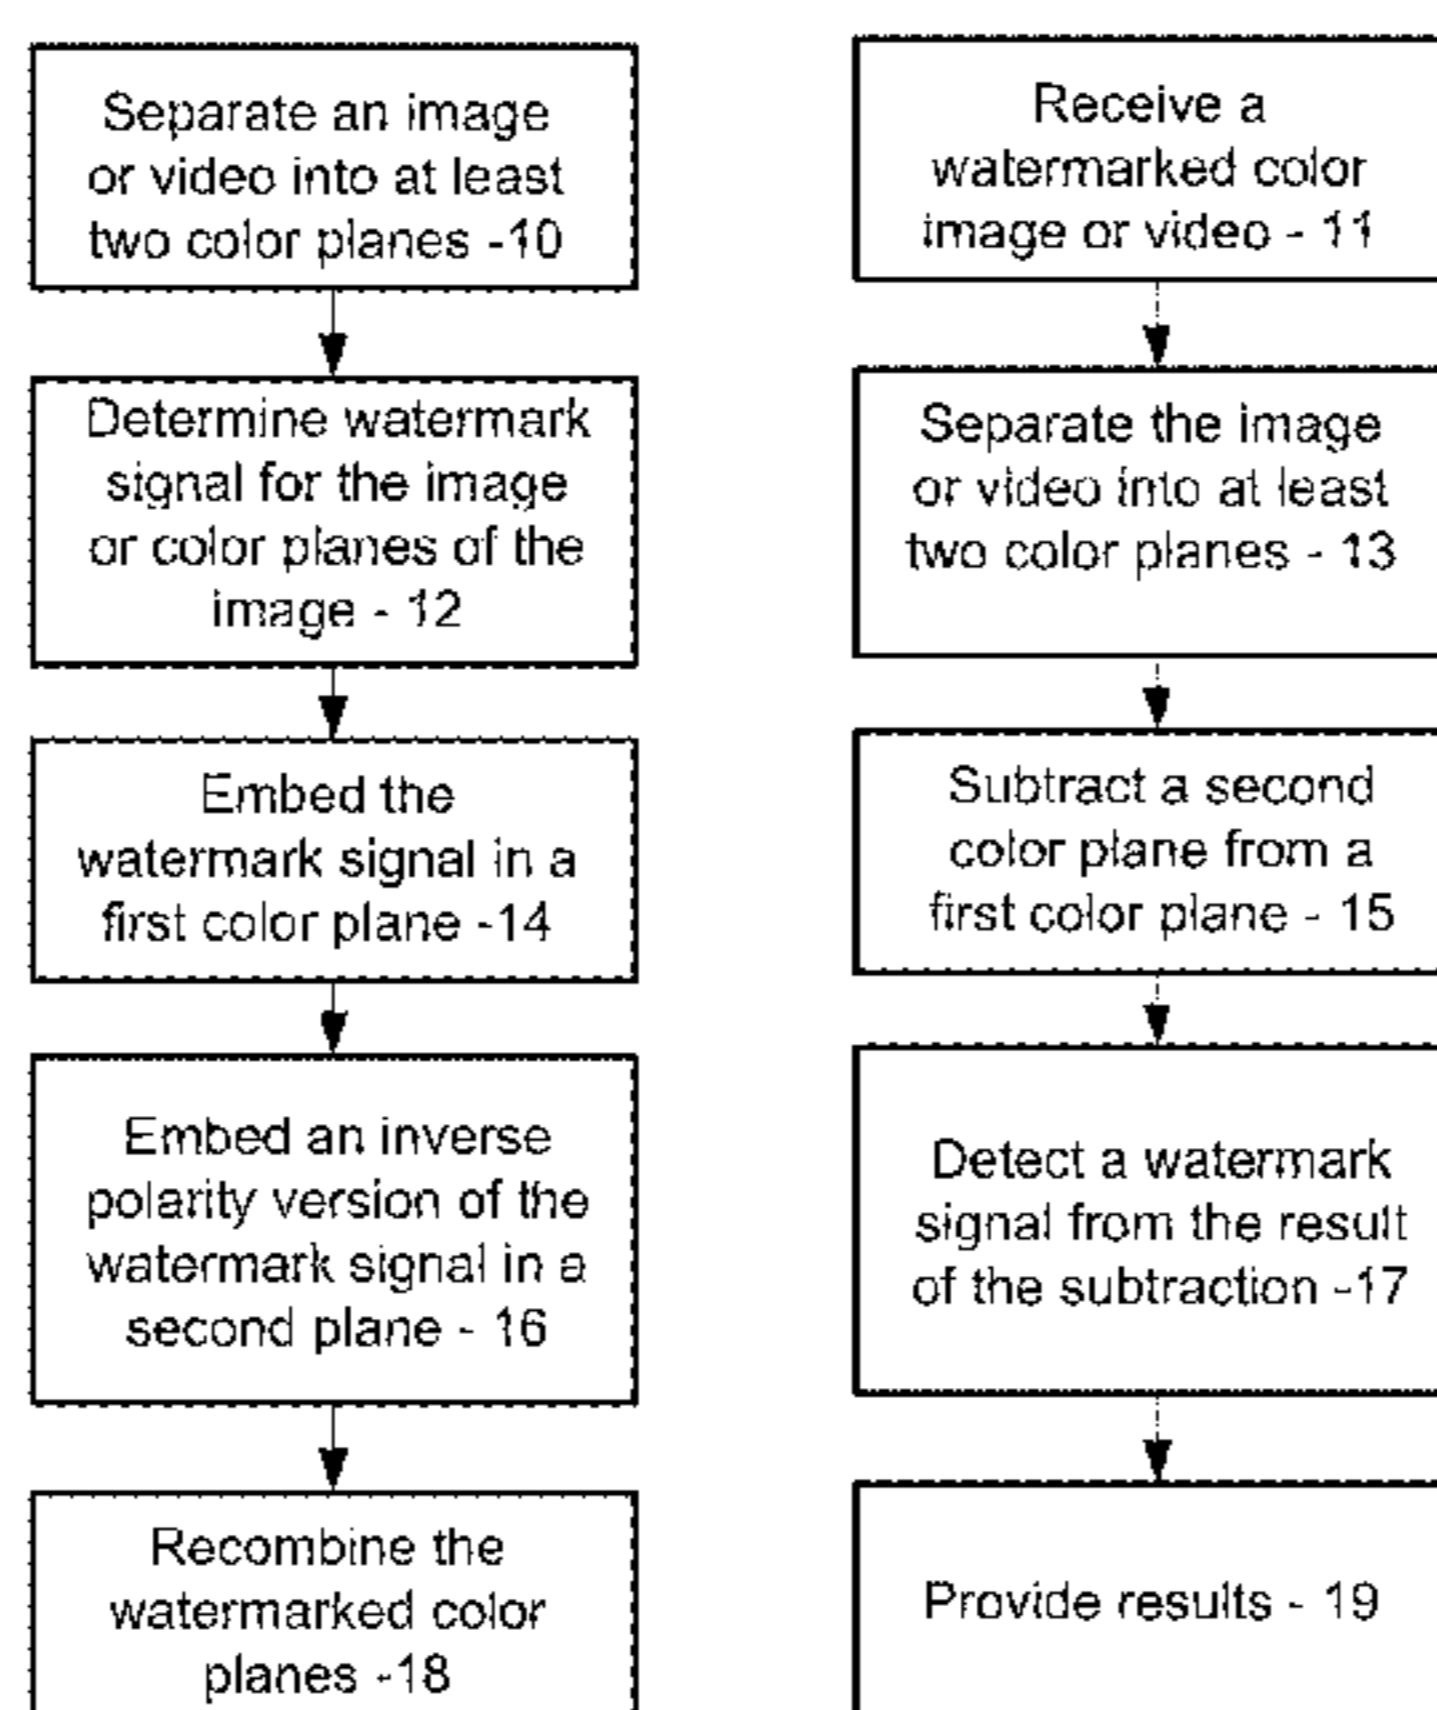 Separate an image
or video into at least
two color planes -10
Determine watermark
signal for the image
or color planes of the
image - 12
Embed the
watermark signal in a
first color plane -14
Embed an inverse
polarity version of the
watermark signal in a
second plane - 16
Recombine the
watermarked color
planes -18
Receive a
watermarked color
image or video - 11
Separate the image
or video into at least
two color planes - 13
Subtract a second
color plane from a
first color plane - 15
Detect a watermark
signal from the result
of the subtraction -17
Provide results - 19